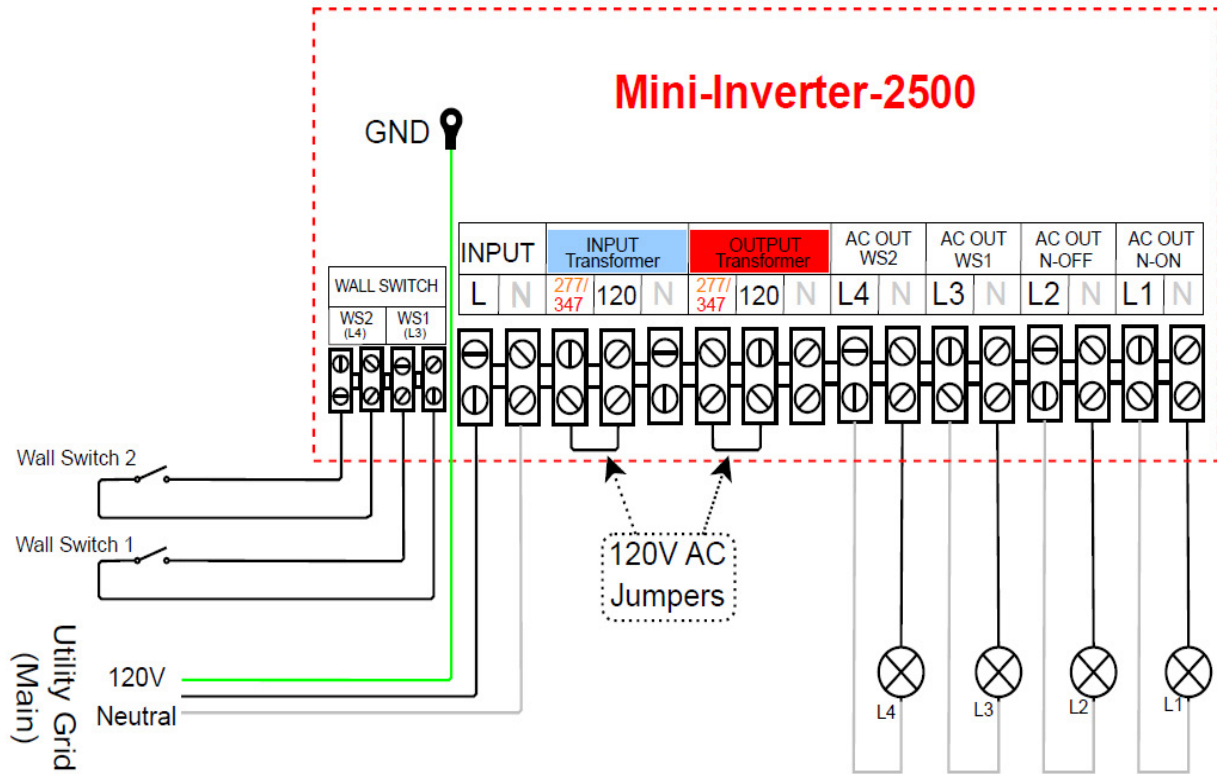 Mini-Inverter-2500
GND
INPUT
INPUT
Transformer
OUTPUT
Transformer
AC OUT
WS2
AC OUT
WS1
AC OUT
N-OFF
AC OUT
N-ON
L
N
277/
347
120
N
277/
347
120
N
L4
N
L3
N
L2
N
L1
N
WALL SWITCH
WS2
(L4)
WS1
(L3)
Wall Switch 2
Wall Switch 1
120V AC
Jumpers
Utility Grid
(Main)
120V
Neutral
L4
L3
L2
L1